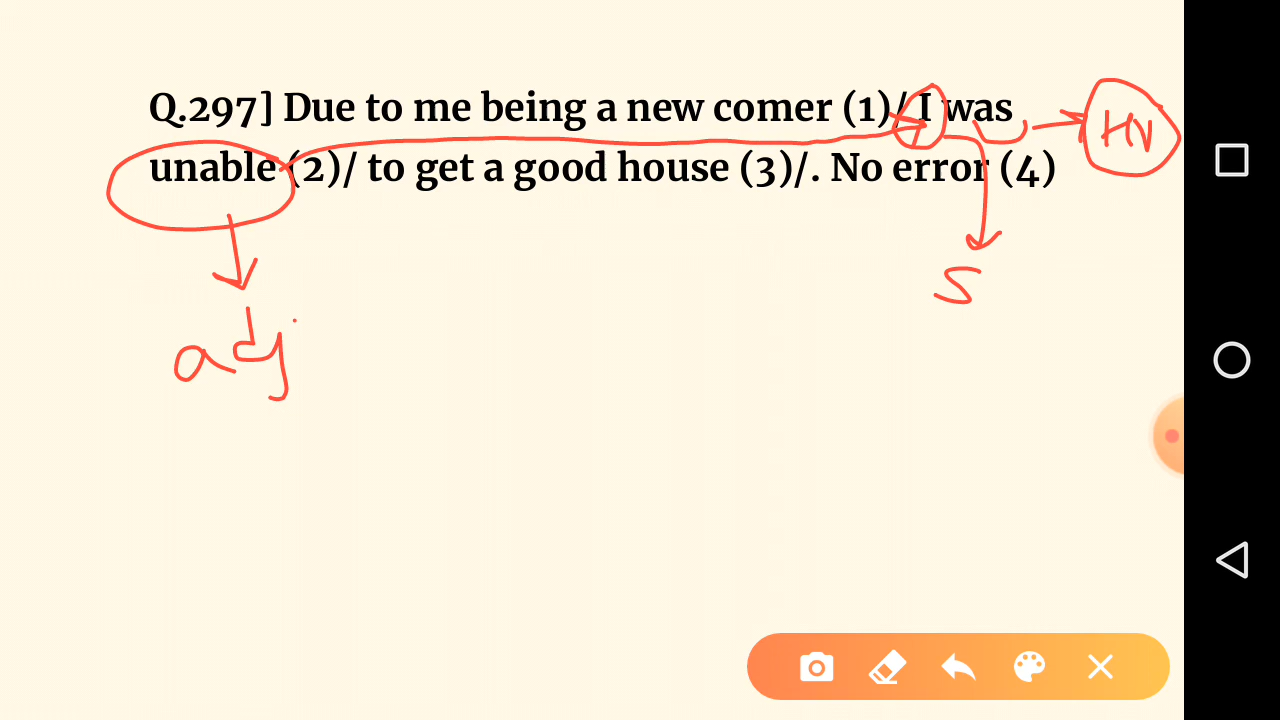 Q.297] Due to me being a new comer (1)/ I was
unable (2)/ to get a good house (3)/. No error (4)
HV
S
adj